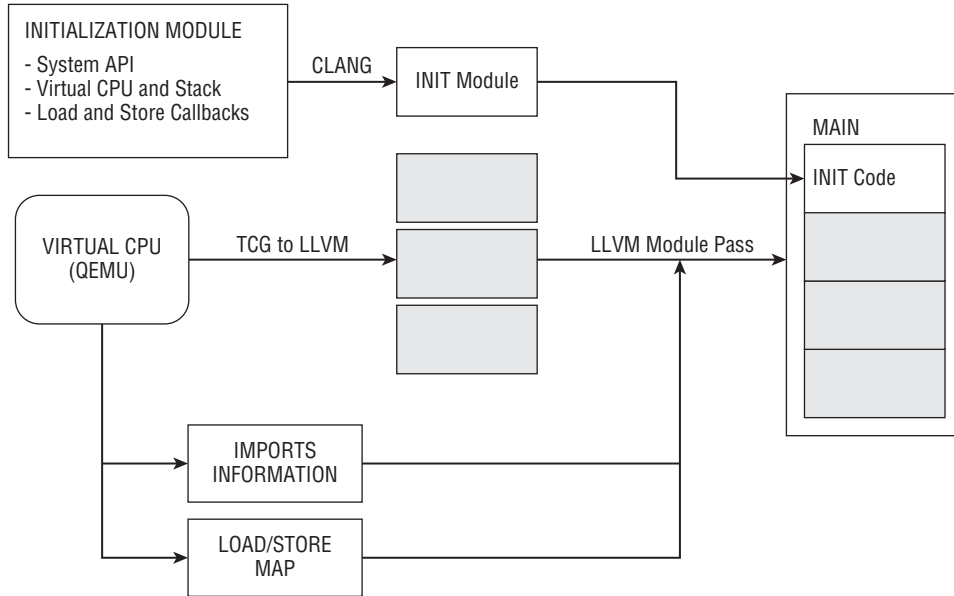 INITIALIZATION MODULE
- System API
- Virtual CPU and Stack
- Load and Store Callbacks
CLANG
INIT Module
MAIN
INIT Code
VIRTUAL CPU
(QEMU)
TCG to LLVM
LLVM Module Pass
IMPORTS
INFORMATION
LOAD/STORE
MAP